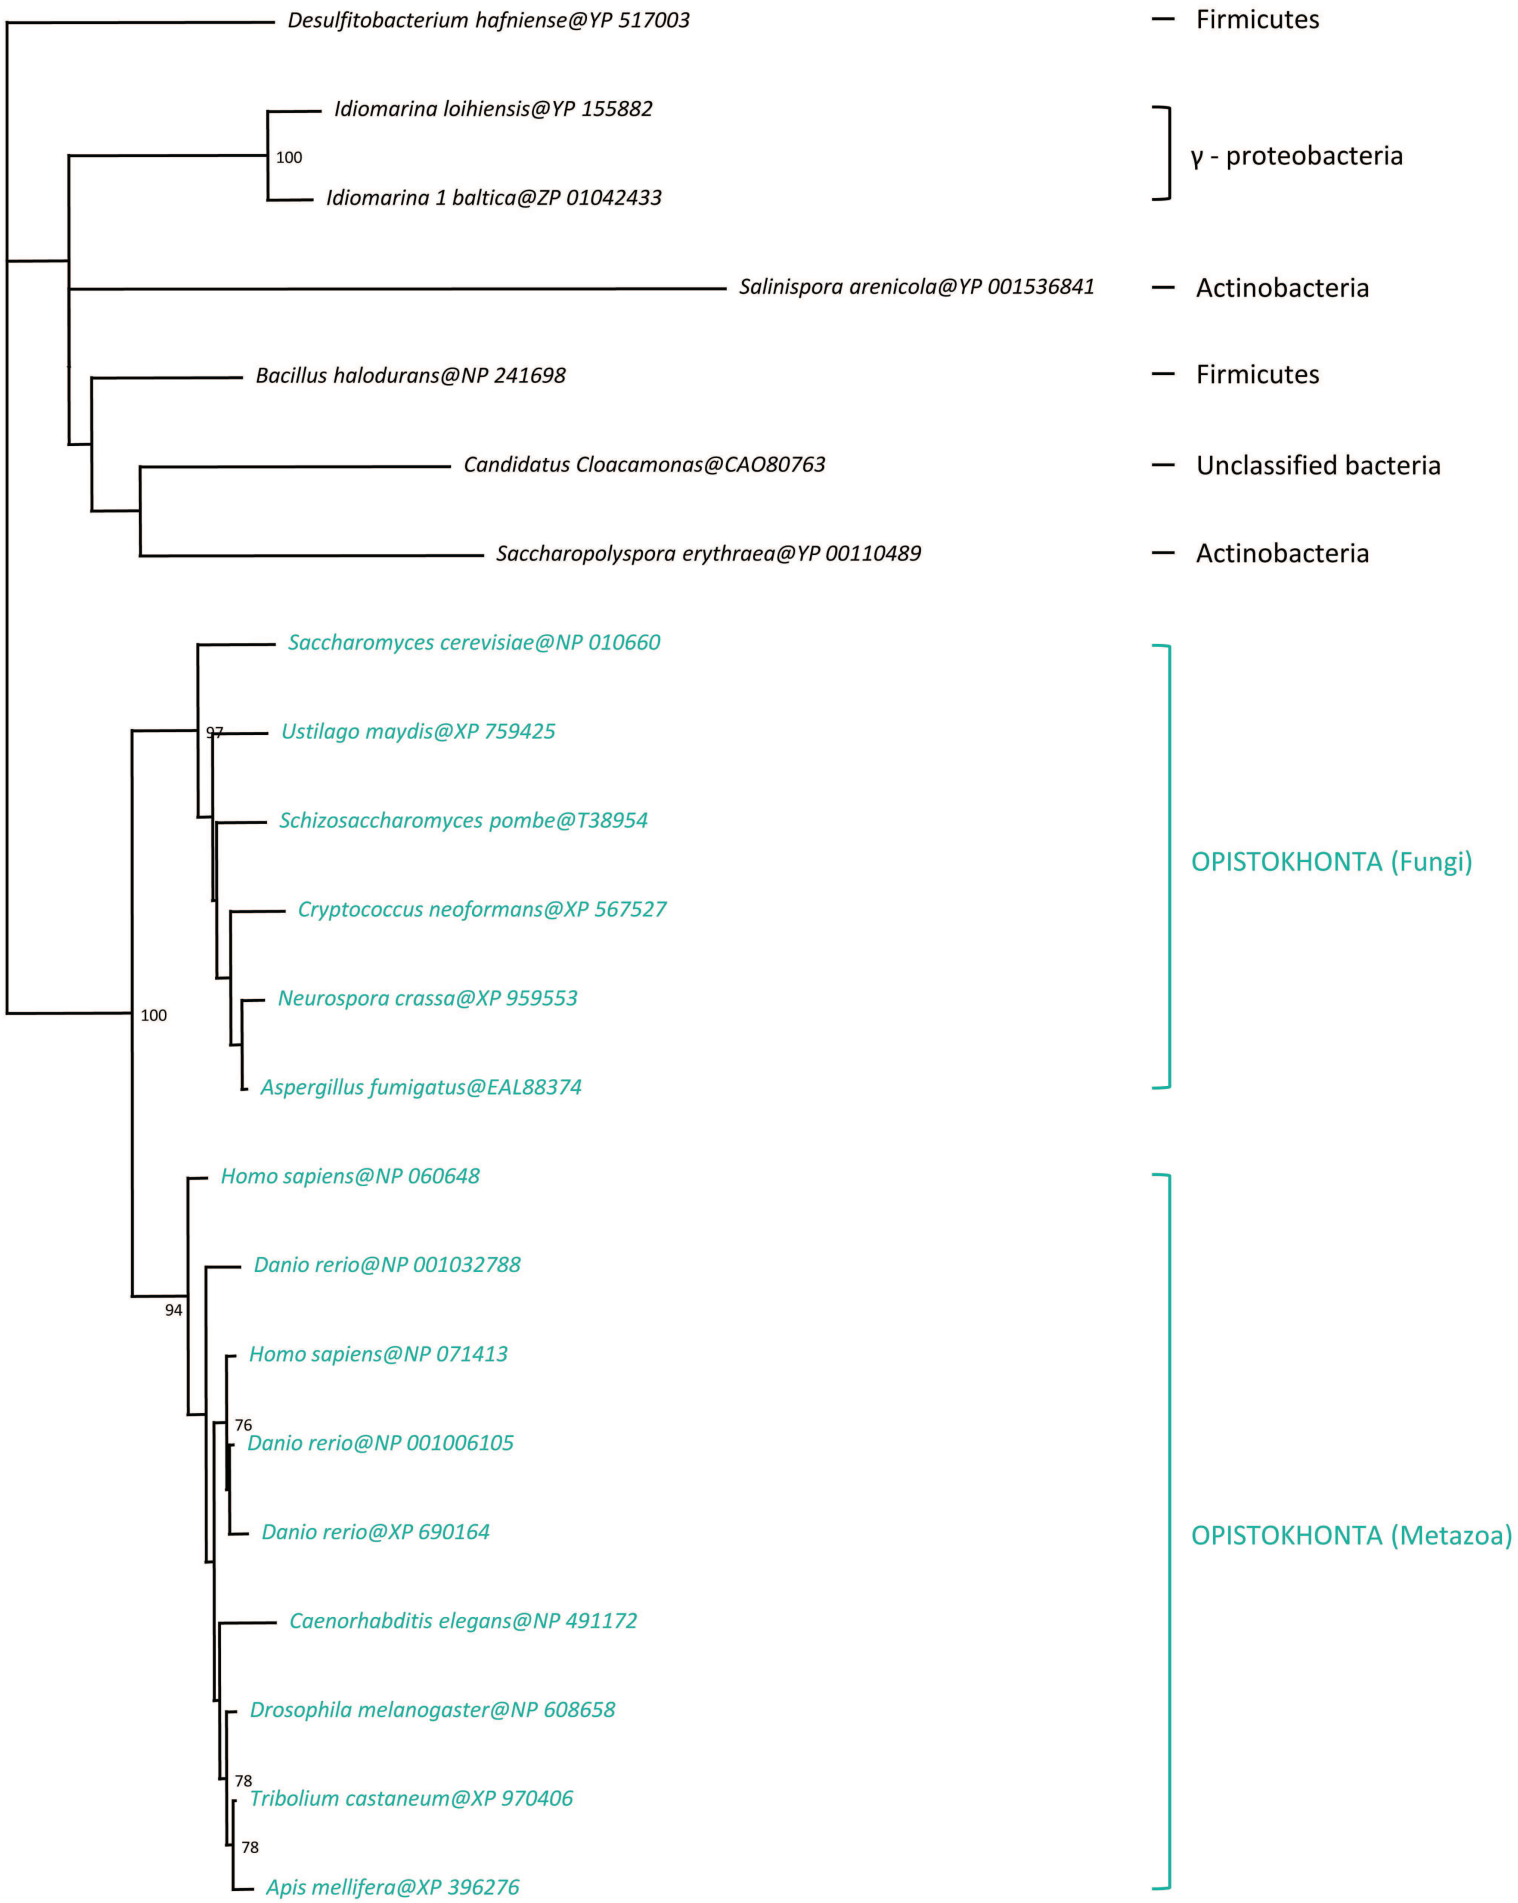 Desulfitobacterium hafniense@YP 517003
Firmicutes
Idiomarina loihiensis@YP 155882
100
γ - proteobacteria
Idiomarina 1 baltica@ZP 01042433
Salinispora arenicola@YP 001536841
Actinobacteria
Bacillus halodurans@NP 241698
Firmicutes
Candidatus Cloacamonas@CAO80763
Unclassified bacteria
Saccharopolyspora erythraea@YP 00110489
Actinobacteria
Saccharomyces cerevisiae@NP 010660
97
Ustilago maydis@XP 759425
Schizosaccharomyces pombe@T38954
OPISTOKHONTA (Fungi)
Cryptococcus neoformans@XP 567527
Neurospora crassa@XP 959553
100
Aspergillus fumigatus@EAL88374
Homo sapiens@NP 060648
Danio rerio@NP 001032788
94
Homo sapiens@NP 071413
76
Danio rerio@NP 001006105
Danio rerio@XP 690164
OPISTOKHONTA (Metazoa)
Caenorhabditis elegans@NP 491172
Drosophila melanogaster@NP 608658
78
Tribolium castaneum@XP 970406
78
Apis mellifera@XP 396276